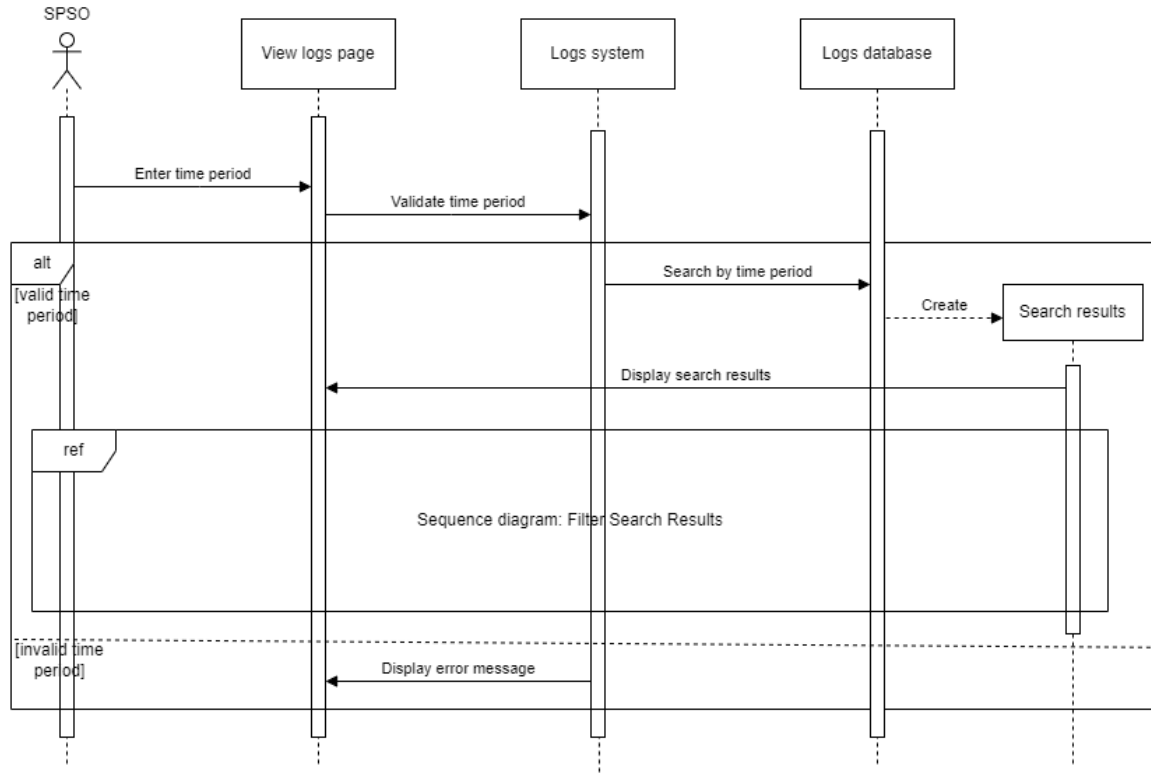 SPSO
View logs page
Logs system
Logs database
Enter time period
Validate time period
alt
[valid time
period]
Search by time period
Create
Search results
Display search results
ref
Sequence diagram: Filter Search Results
[invalid time
period]
Display error message